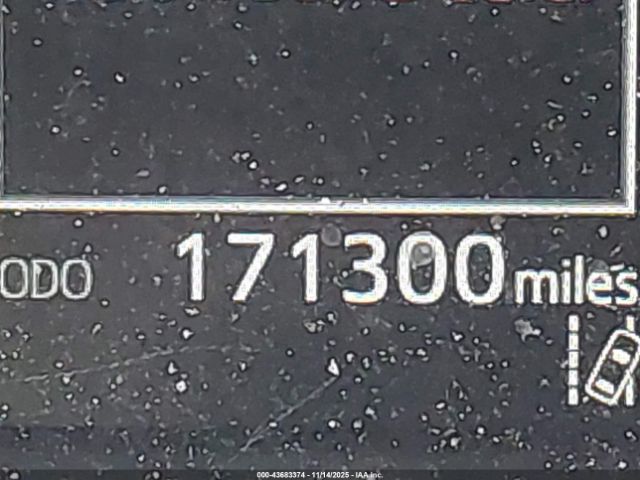 ODO 171300 miles
000-43683374 - 11/14/2025 - IAA Inc.